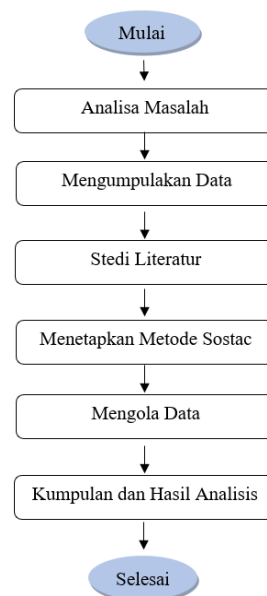 Mulai
Analisa Masalah
Mengumpulakan Data
Stedi Literatur
Menetapkan Metode Sostac
Mengola Data
Kumpulan dan Hasil Analisis
Selesai